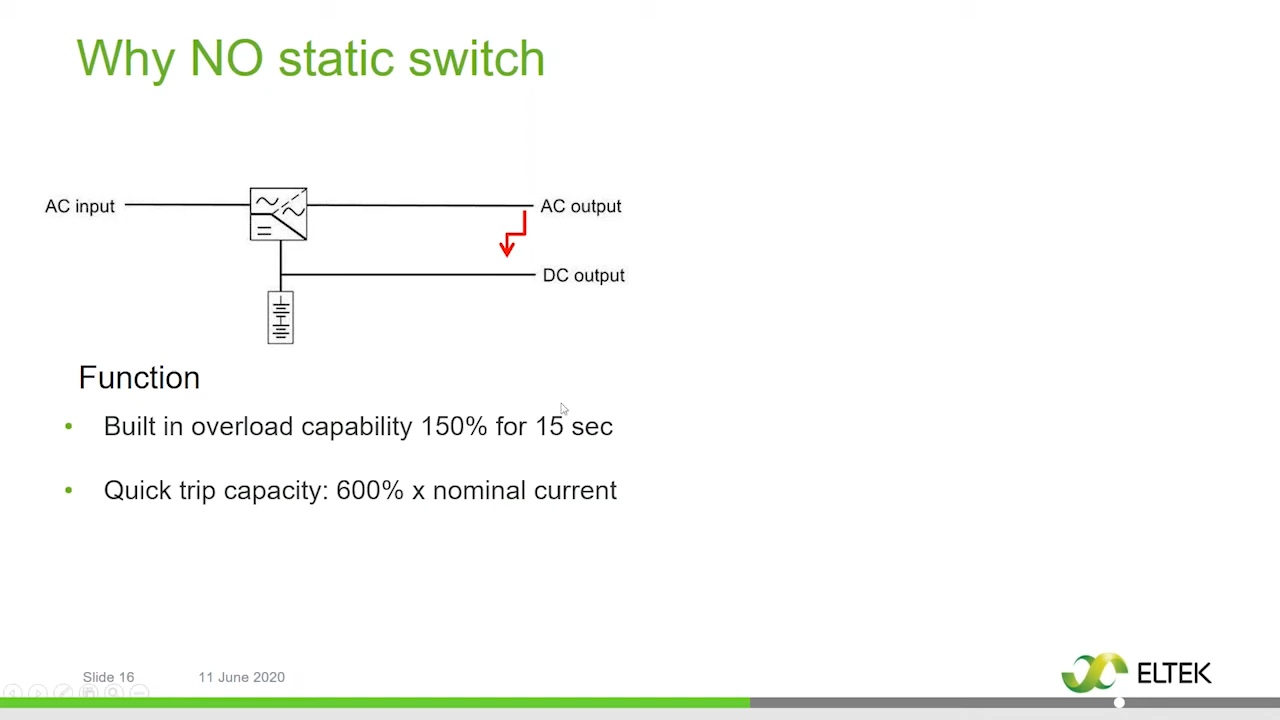 Why NO static switch
AC input
AC output
DC output
Function
• Built in overload capability 150% for 15 sec
• Quick trip capacity: 600% x nominal current
Slide 16 11 June 2020
ELTEK